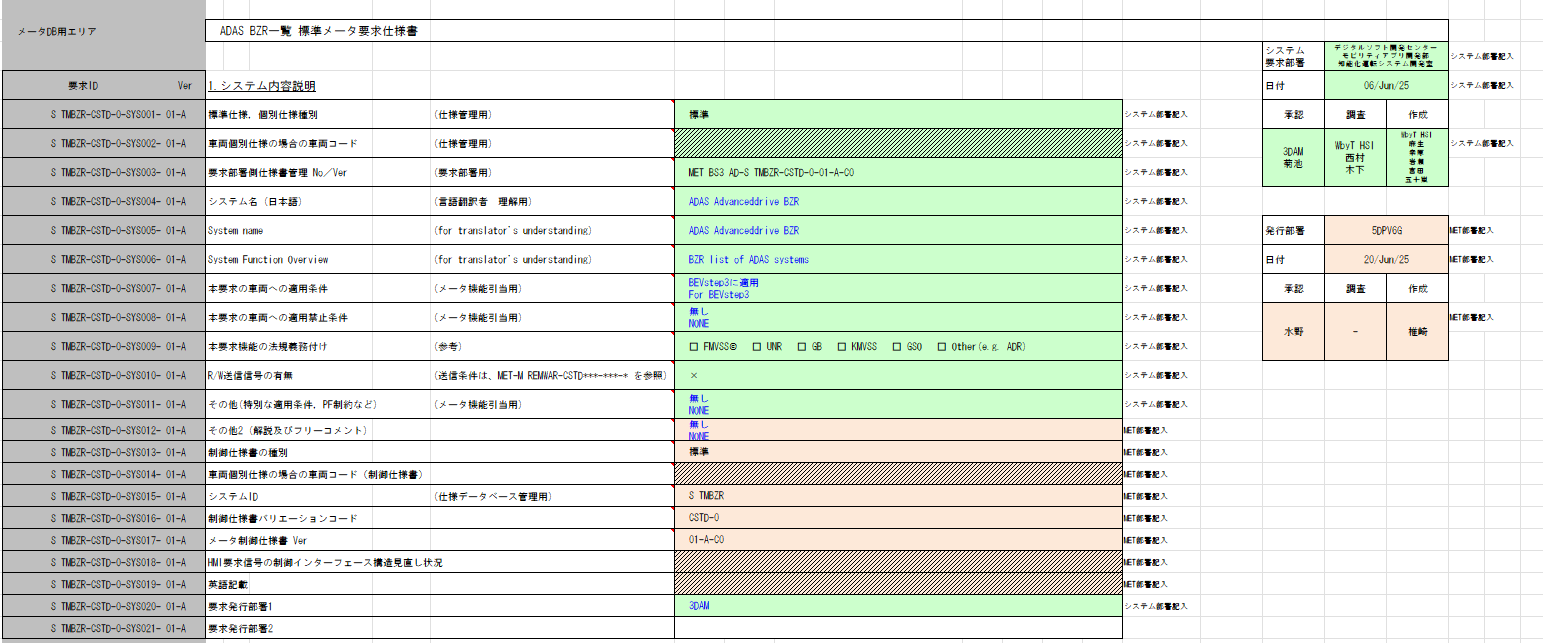 メータDB用エリア
ADAS BZR一覧 標準メータ要求仕様書
システム
要求部署
デジタルソフト開発センター
モビリティアプリ開発部
知能化運転システム開発室
システム部署記入
要求ID Ver 1. システム内容説明
日付 06/Jun/25 システム部署記入
S TMBZR-CSTD-0-SYS001- 01-A 標準仕様，個別仕様種別 (仕様管理用) 標準 システム部署記入
承認 調査 作成
S TMBZR-CSTD-0-SYS002- 01-A 車両個別仕様の場合の車両コード (仕様管理用) システム部署記入
3DAM
菊池
WbyT HSI
西村
木下
WbyT HSI
麻生
幸塚
岩瀬
吉田
五十嵐
システム部署記入
S TMBZR-CSTD-0-SYS003- 01-A 要求部署側仕様書管理 No／Ver (要求部署用) MET BS3 AD-S TMBZR-CSTD-0-01-A-C0 システム部署記入
S TMBZR-CSTD-0-SYS004- 01-A システム名（日本語） (言語翻訳者 理解用) ADAS Advanceddrive BZR システム部署記入
S TMBZR-CSTD-0-SYS005- 01-A System name (for translator's understanding) ADAS Advanceddrive BZR システム部署記入
発行部署 5DPV6G MET部署記入
S TMBZR-CSTD-0-SYS006- 01-A System Function Overview (for translator's understanding) BZR list of ADAS systems システム部署記入
日付 20/Jun/25 MET部署記入
S TMBZR-CSTD-0-SYS007- 01-A 本要求の車両への適用条件 (メータ機能引当用) BEVstep3に適用
For BEVstep3
システム部署記入
承認 調査 作成
S TMBZR-CSTD-0-SYS008- 01-A 本要求の車両への適用禁止条件 (メータ機能引当用) 無し
NONE
システム部署記入
水野 - 椎崎 MET部署記入
S TMBZR-CSTD-0-SYS009- 01-A 本要求機能の法規義務付け (参考) □ FMVSS© □ UNR □ GB □ KMVSS □ GSO □ Other(e.g. ADR) システム部署記入
S TMBZR-CSTD-0-SYS010- 01-A R/W送信信号の有無 (送信条件は、MET-M REMWAR-CSTD***-***-* を参照) × システム部署記入
S TMBZR-CSTD-0-SYS011- 01-A その他(特別な適用条件，PF制約など) (メータ機能引当用) 無し
NONE
システム部署記入
S TMBZR-CSTD-0-SYS012- 01-A その他2（解説及びフリーコメント） 無し
NONE
MET部署記入
S TMBZR-CSTD-0-SYS013- 01-A 制御仕様書の種別 標準 MET部署記入
S TMBZR-CSTD-0-SYS014- 01-A 車両個別仕様の場合の車両コード（制御仕様書） MET部署記入
S TMBZR-CSTD-0-SYS015- 01-A システムID (仕様データベース管理用) S TMBZR MET部署記入
S TMBZR-CSTD-0-SYS016- 01-A 制御仕様書バリエーションコード CSTD-0 MET部署記入
S TMBZR-CSTD-0-SYS017- 01-A メータ制御仕様書 Ver 01-A-C0 MET部署記入
S TMBZR-CSTD-0-SYS018- 01-A HMI要求信号の制御インターフェース構造見直し状況 MET部署記入
S TMBZR-CSTD-0-SYS019- 01-A 英語記載 MET部署記入
S TMBZR-CSTD-0-SYS020- 01-A 要求発行部署1 3DAM システム部署記入
S TMBZR-CSTD-0-SYS021- 01-A 要求発行部署2